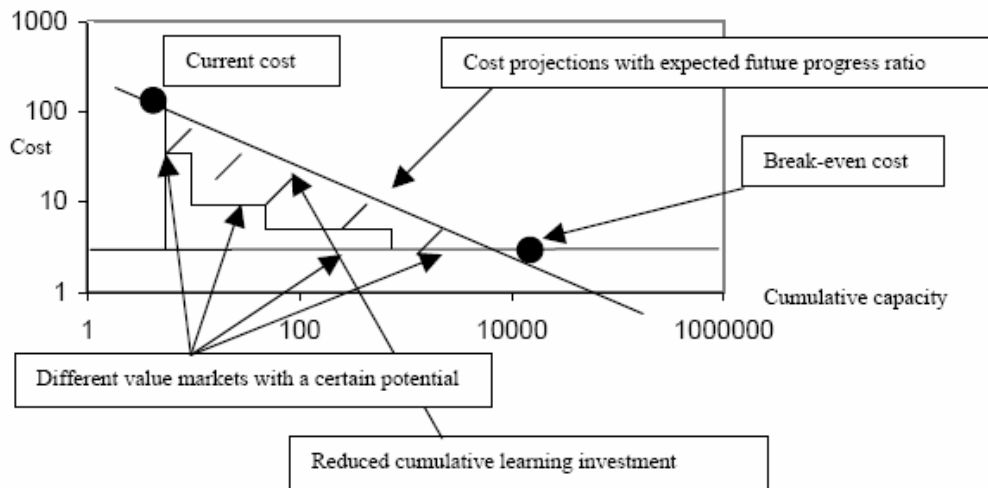 1000
Current cost
Cost projections with expected future progress ratio
100
Cost
Break-even cost
10
1
Cumulative capacity
1
100
10000
1000000
Different value markets with a certain potential
Reduced cumulative learning investment